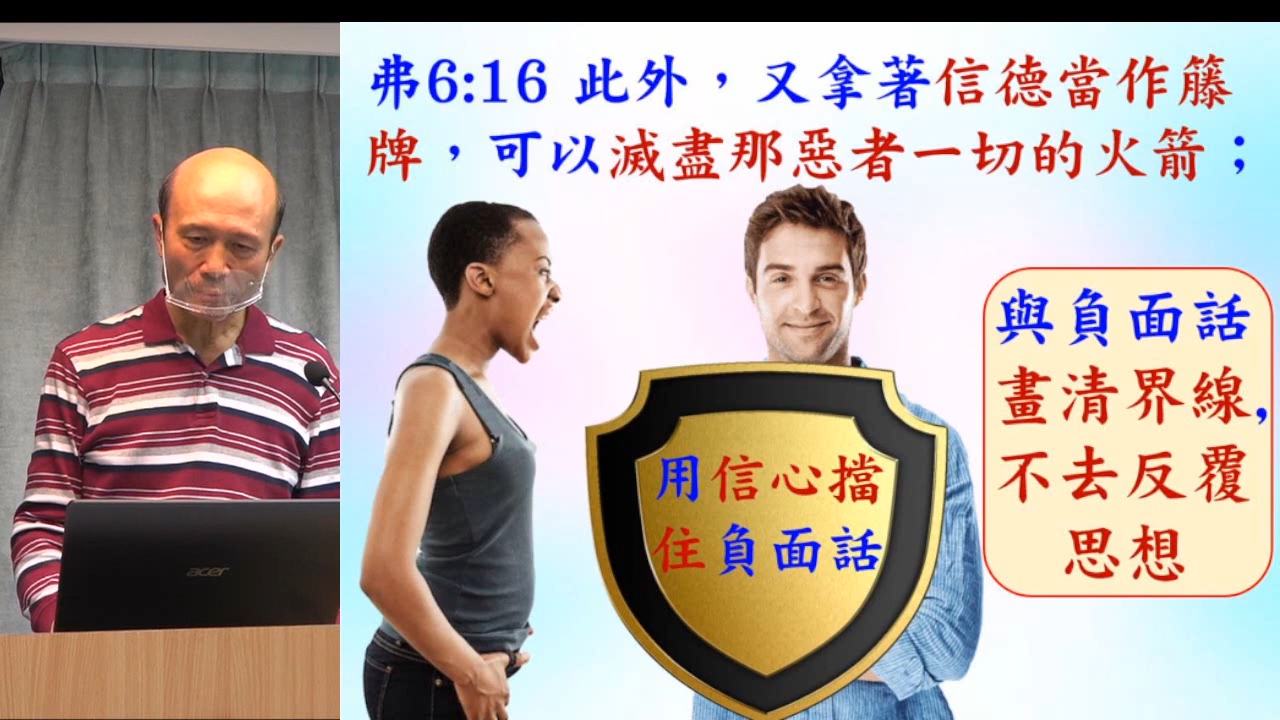 弗6:16 此外，又拿著信德當作籐
牌，可以滅盡那惡者一切的火箭；
與負面話
畫清界線,
不去反覆
思想
用信心擋
住負面話
acer